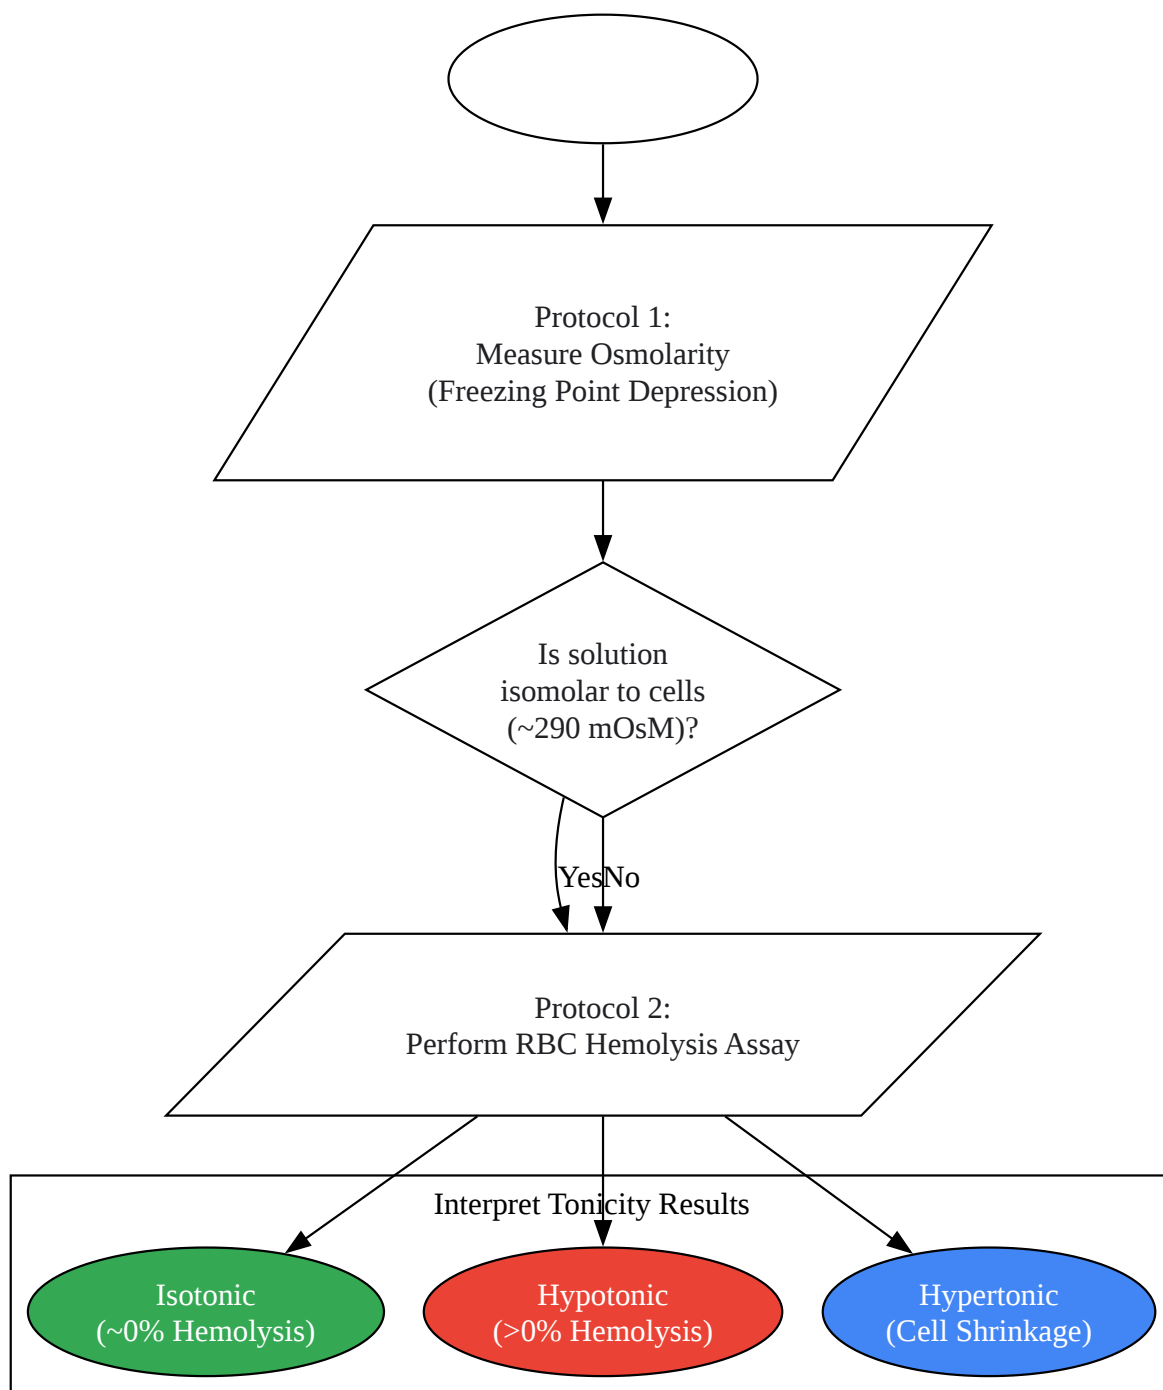 Protocol 1:
Measure Osmolarity
(Freezing Point Depression)
Is solution
isomolar to cells
(~290 mOsM)?
Yes
No
Protocol 2:
Perform RBC Hemolysis Assay
Interpret Tonicity Results
Isotonic
(~0% Hemolysis)
Hypotonic
(>0% Hemolysis)
Hypertonic
(Cell Shrinkage)